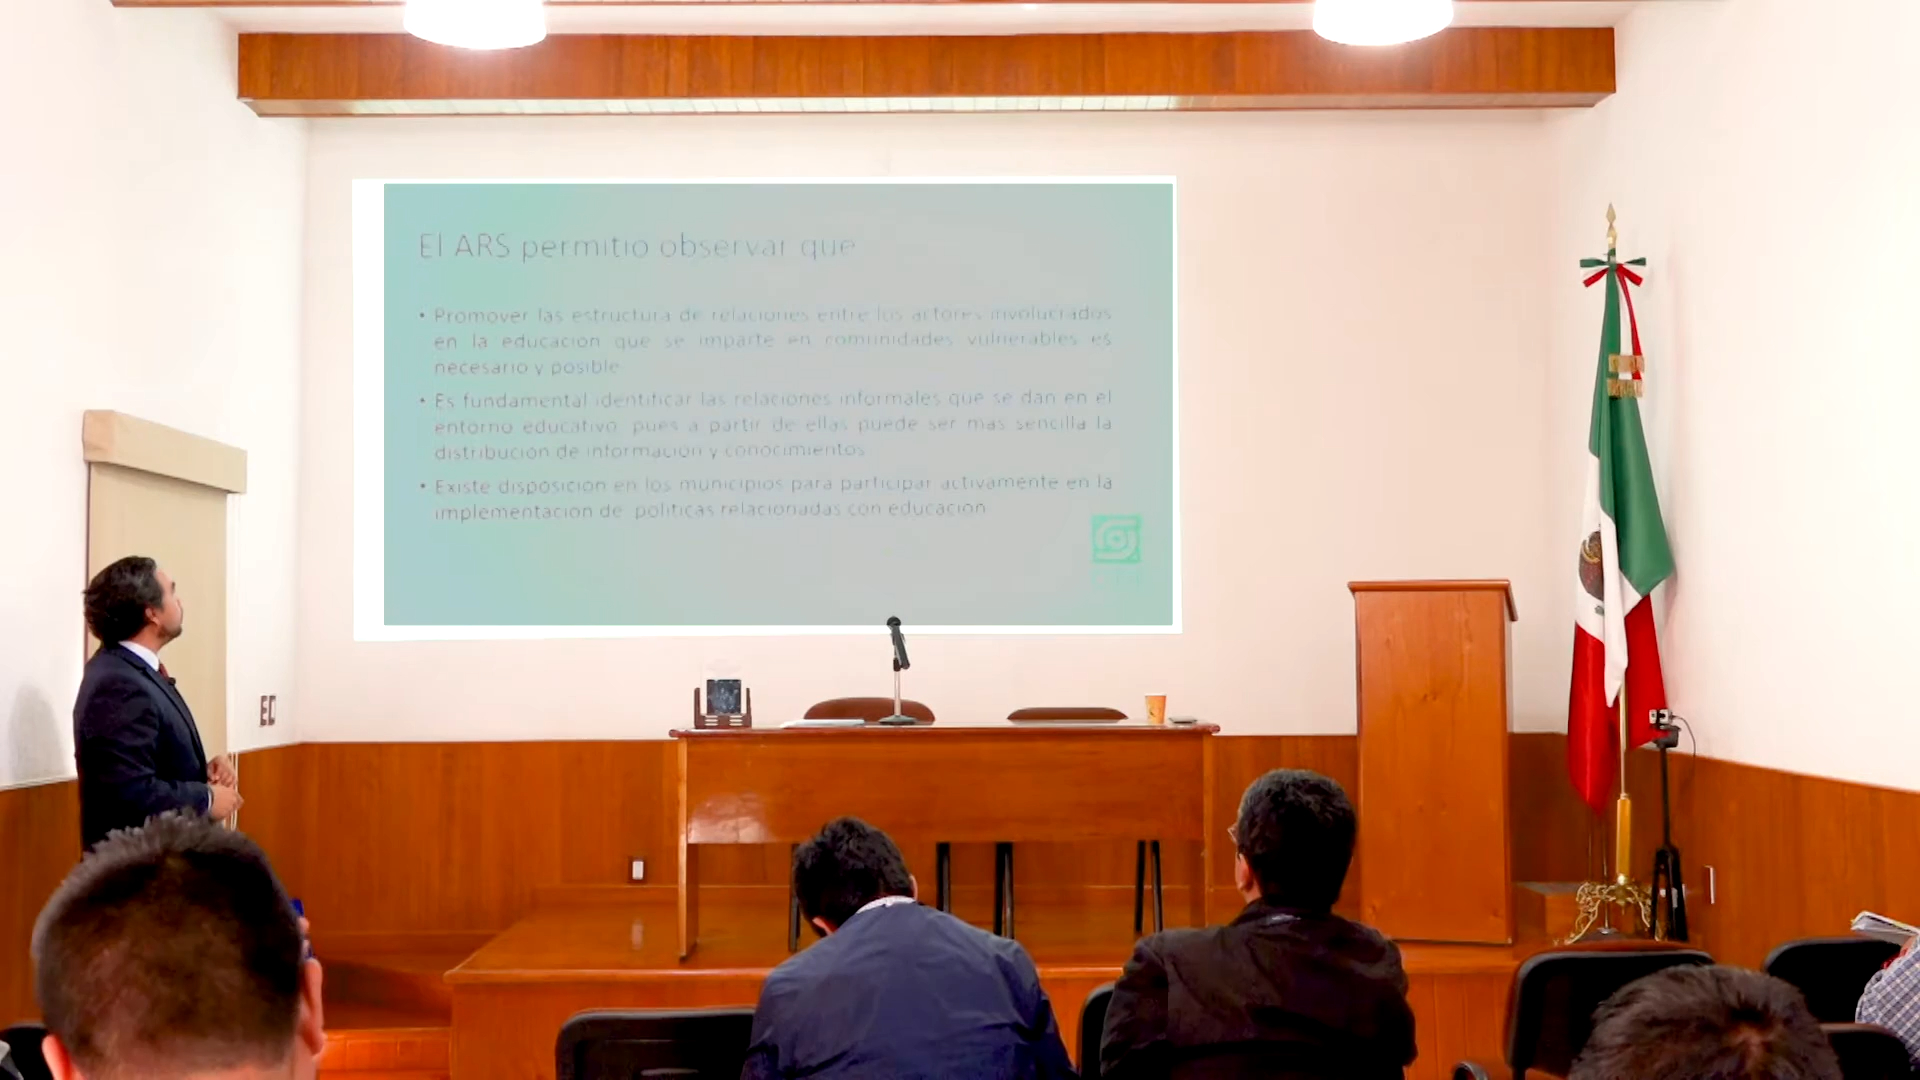 El ARS permitio observar que
• Promover las estructura de relaciones entre los actores involucrados
en la educacion que se imparte en comunidades vulnerables es
necesario y posible
• Es fundamental identificar las relaciones informales que se dan en el
entorno educativo, pues a partir de ellas puede ser mas sencilla la
distribucion de informacion y conocimientos
• Existe disposicion en los municipios para participar activamente en la
implementacion de politicas relacionadas con educacion